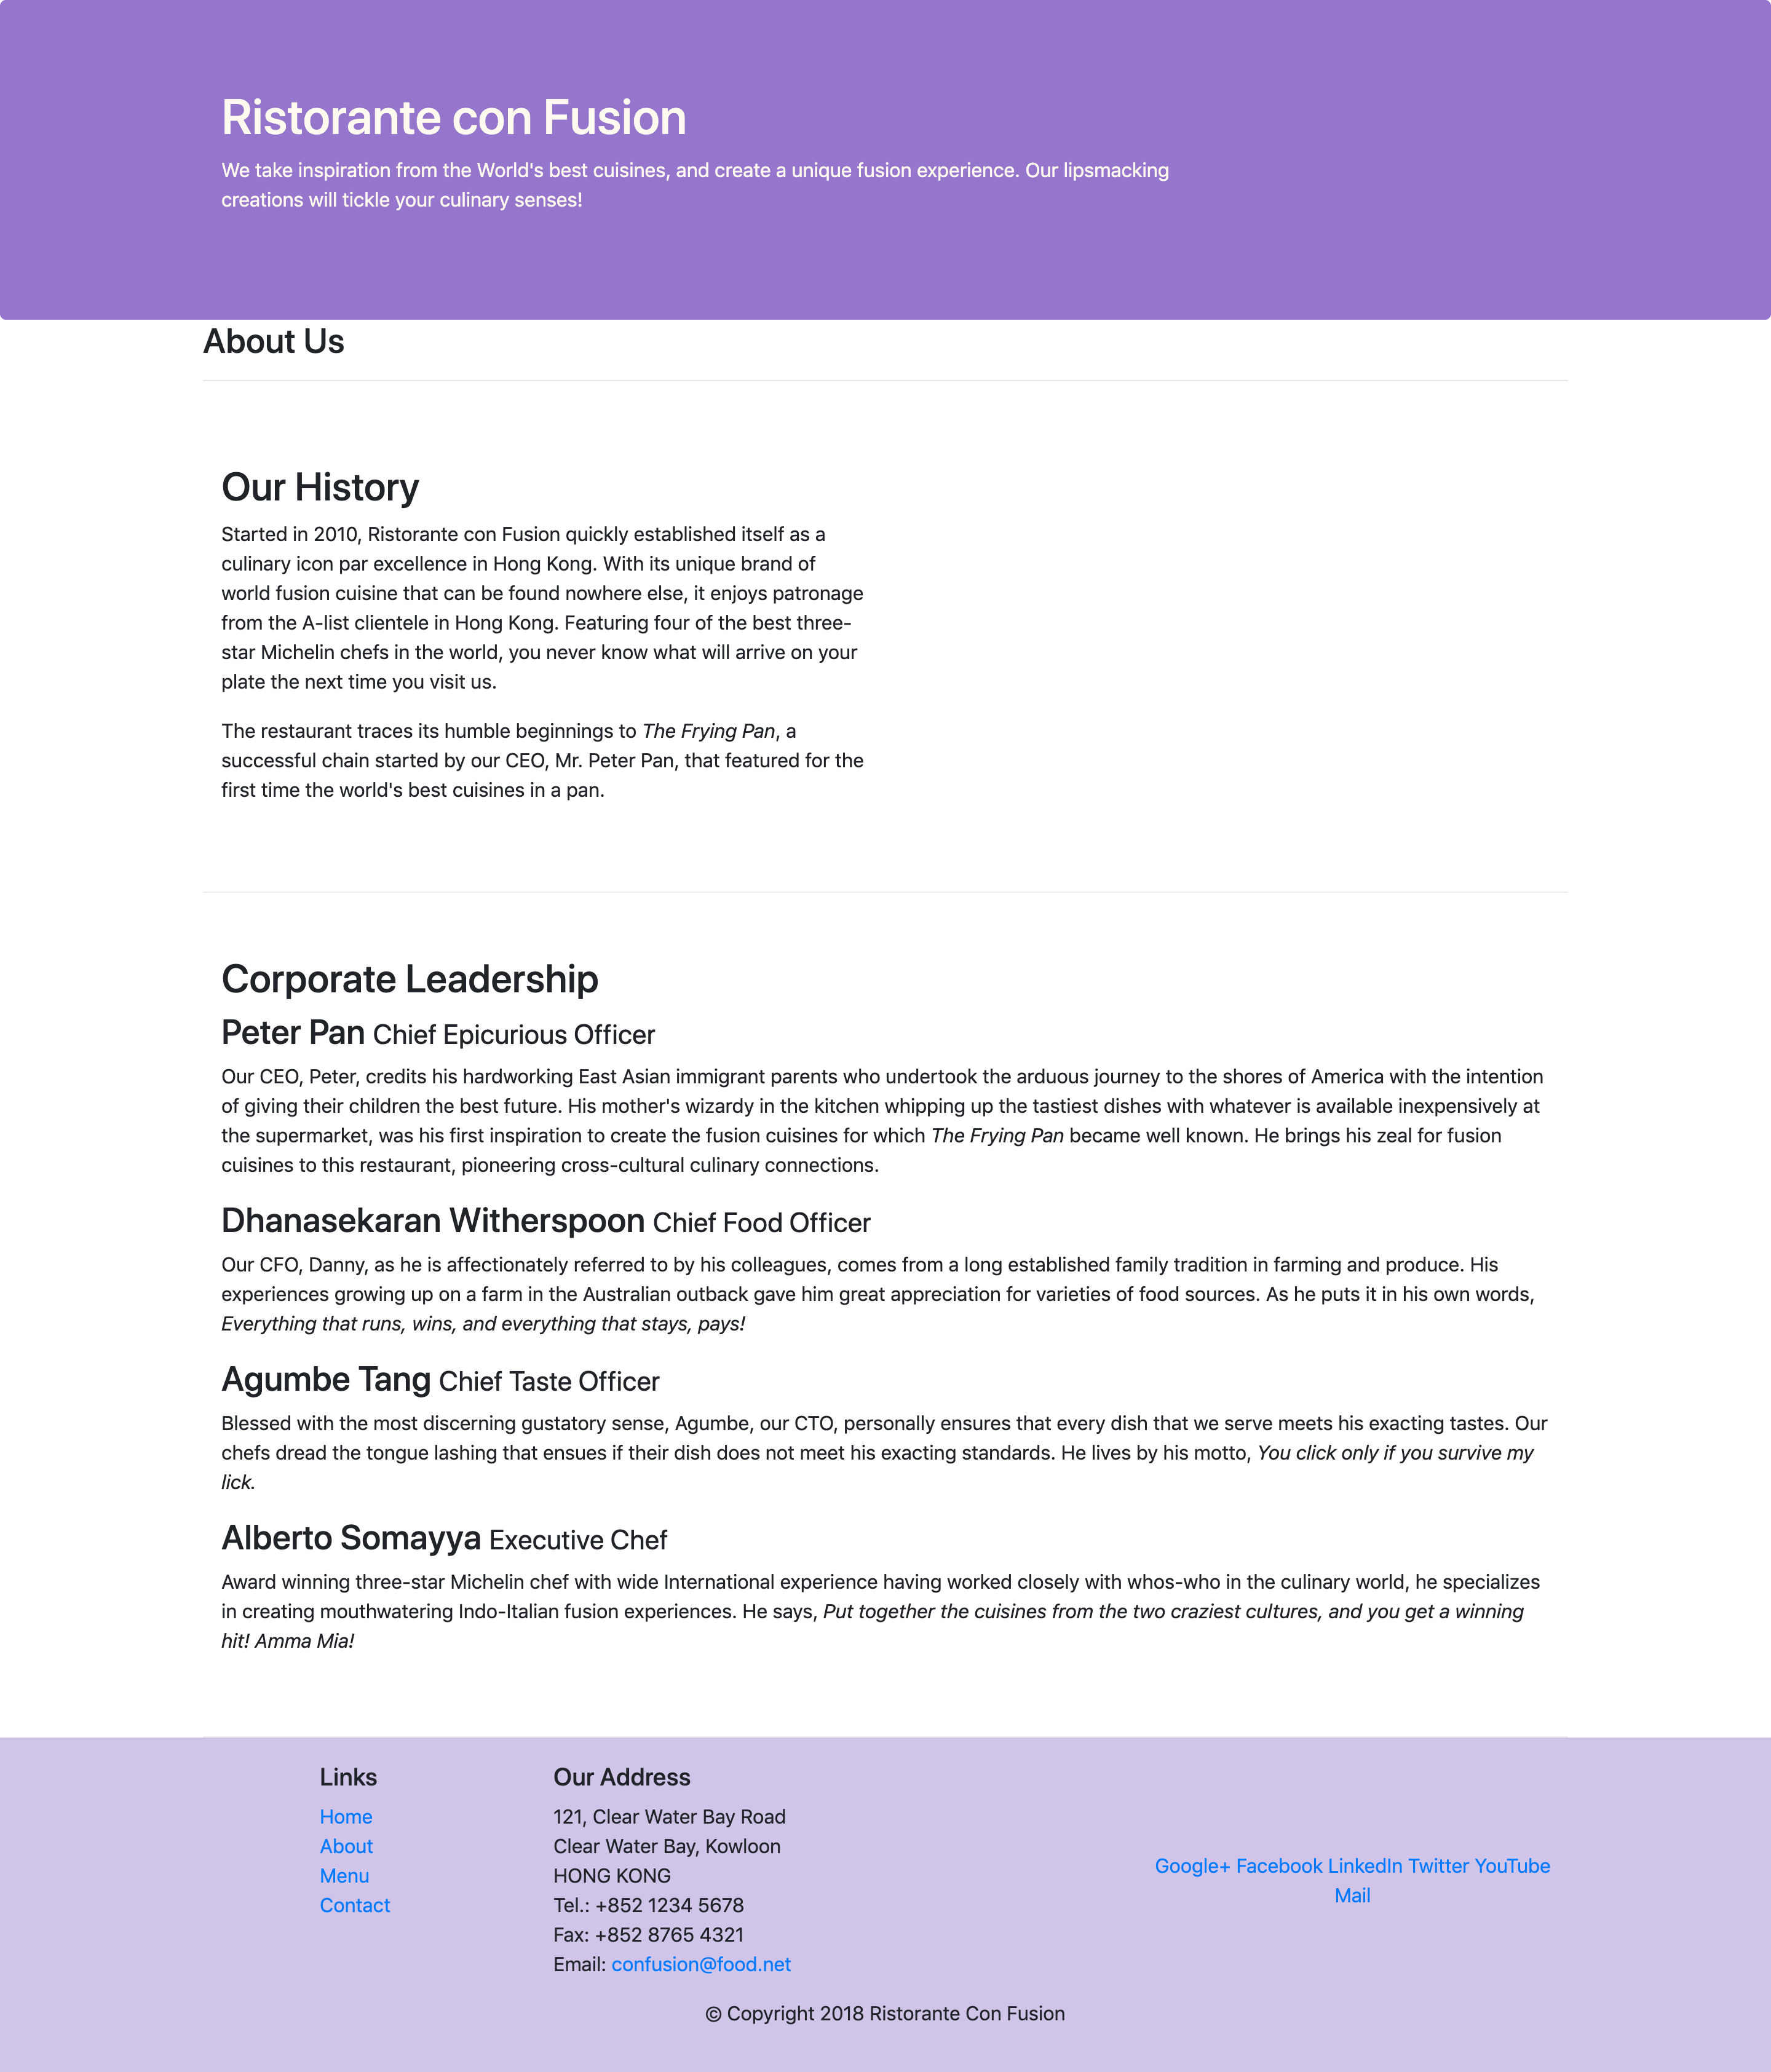 Ristorante con Fusion
We take inspiration from the World's best cuisines, and create a unique fusion experience. Our lipsmacking
creations will tickle your culinary senses!
About Us
Our History
Started in 2010, Ristorante con Fusion quickly established itself as a
culinary icon par excellence in Hong Kong. With its unique brand of
world fusion cuisine that can be found nowhere else, it enjoys patronage
from the A-list clientele in Hong Kong. Featuring four of the best three-
star Michelin chefs in the world, you never know what will arrive on your
plate the next time you visit us.
The restaurant traces its humble beginnings to The Frying Pan, a
successful chain started by our CEO, Mr. Peter Pan, that featured for the
first time the world's best cuisines in a pan.
Corporate Leadership
Peter Pan Chief Epicurious Officer
Our CEO, Peter, credits his hardworking East Asian immigrant parents who undertook the arduous journey to the shores of America with the intention
of giving their children the best future. His mother's wizardy in the kitchen whipping up the tastiest dishes with whatever is available inexpensively at
the supermarket, was his first inspiration to create the fusion cuisines for which The Frying Pan became well known. He brings his zeal for fusion
cuisines to this restaurant, pioneering cross-cultural culinary connections.
Dhanasekaran Witherspoon Chief Food Officer
Our CFO, Danny, as he is affectionately referred to by his colleagues, comes from a long established family tradition in farming and produce. His
experiences growing up on a farm in the Australian outback gave him great appreciation for varieties of food sources. As he puts it in his own words,
Everything that runs, wins, and everything that stays, pays!
Agumbe Tang Chief Taste Officer
Blessed with the most discerning gustatory sense, Agumbe, our CTO, personally ensures that every dish that we serve meets his exacting tastes. Our
chefs dread the tongue lashing that ensues if their dish does not meet his exacting standards. He lives by his motto, You click only if you survive my
lick.
Alberto Somayya Executive Chef
Award winning three-star Michelin chef with wide International experience having worked closely with whos-who in the culinary world, he specializes
in creating mouthwatering Indo-Italian fusion experiences. He says, Put together the cuisines from the two craziest cultures, and you get a winning
hit! Amma Mia!
Links
Home
About
Menu
Contact
Our Address
121, Clear Water Bay Road
Clear Water Bay, Kowloon
HONG KONG
Tel.: +852 1234 5678
Fax: +852 8765 4321
Email: confusion@food.net
Google+ Facebook LinkedIn Twitter YouTube
Mail
© Copyright 2018 Ristorante Con Fusion